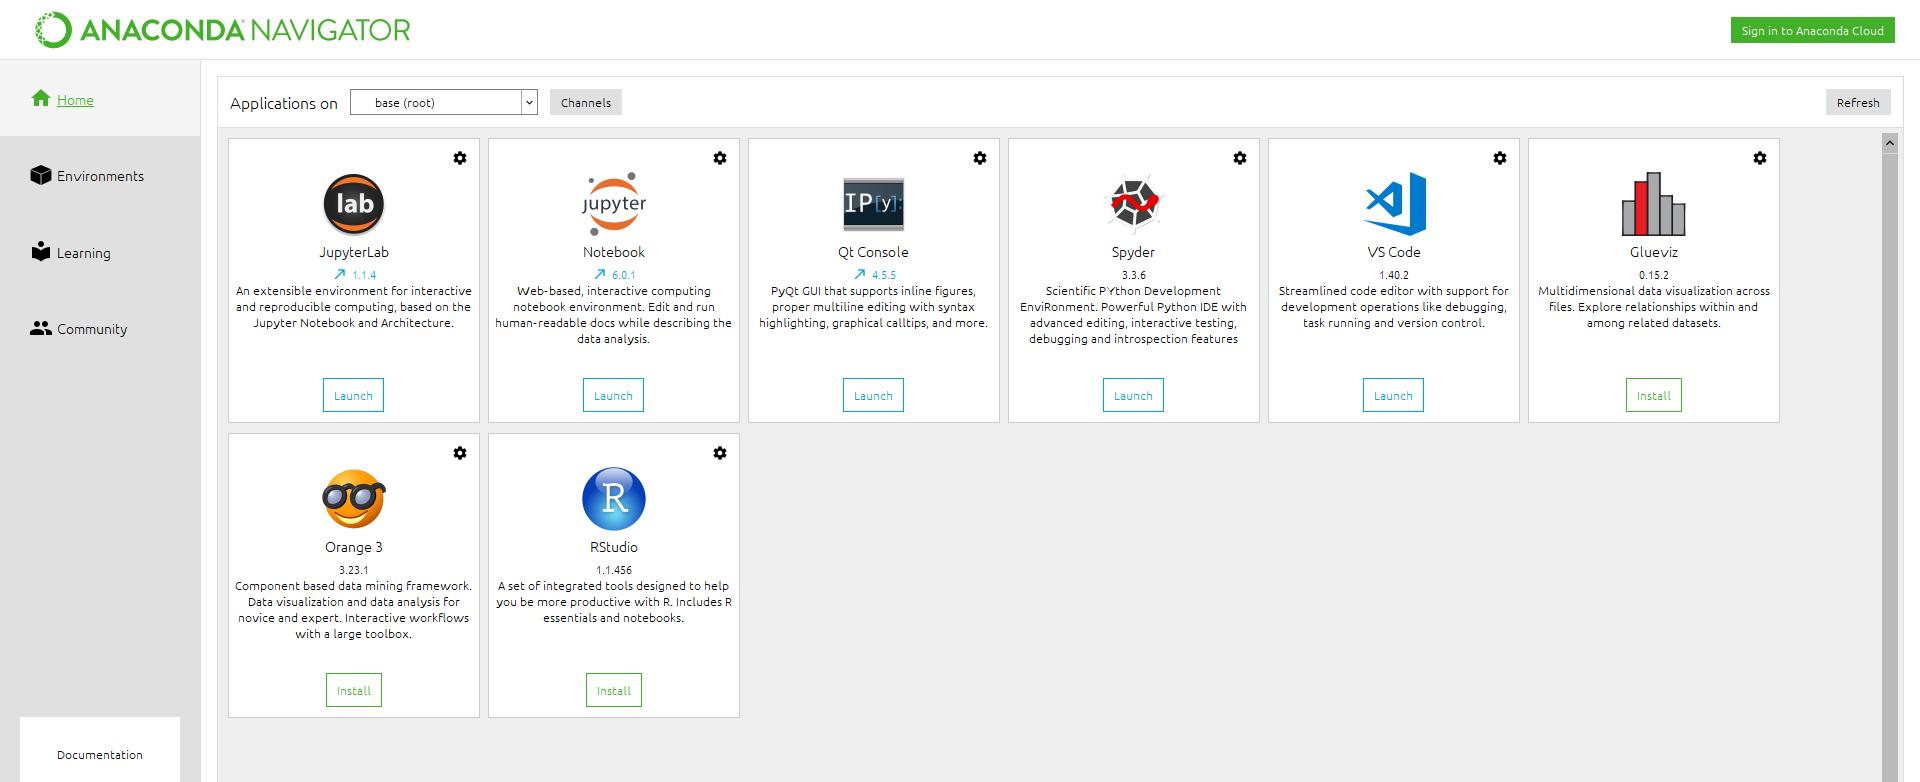 ANACONDA NAVIGATOR
Sign in to Anaconda Cloud
Home
Environments
Learning
Community
Documentation
Applications on
base (root)
Channels
Refresh
lab
JupyterLab
1.1.4
An extensible environment for interactive
and reproducible computing, based on the
Jupyter Notebook and Architecture.
Launch
jupyter
Notebook
6.0.1
Web-based, interactive computing
notebook environment. Edit and run
human-readable docs while describing the
data analysis.
Launch
IP[y]:
Qt Console
4.5.5
PyQt GUI that supports inline figures,
proper multiline editing with syntax
highlighting, graphical calltips, and more.
Launch
Spyder
3.3.6
Scientific PYthon Development
EnviRonment. Powerful Python IDE with
advanced editing, interactive testing,
debugging and introspection features
Launch
VS Code
1.40.2
Streamlined code editor with support for
development operations like debugging,
task running and version control.
Launch
Glueviz
0.15.2
Multidimensional data visualization across
files. Explore relationships within and
among related datasets.
Install
Orange 3
3.23.1
Component based data mining framework.
Data visualization and data analysis for
novice and expert. Interactive workflows
with a large toolbox.
Install
R
RStudio
1.1.456
A set of integrated tools designed to help
you be more productive with R. Includes R
essentials and notebooks.
Install